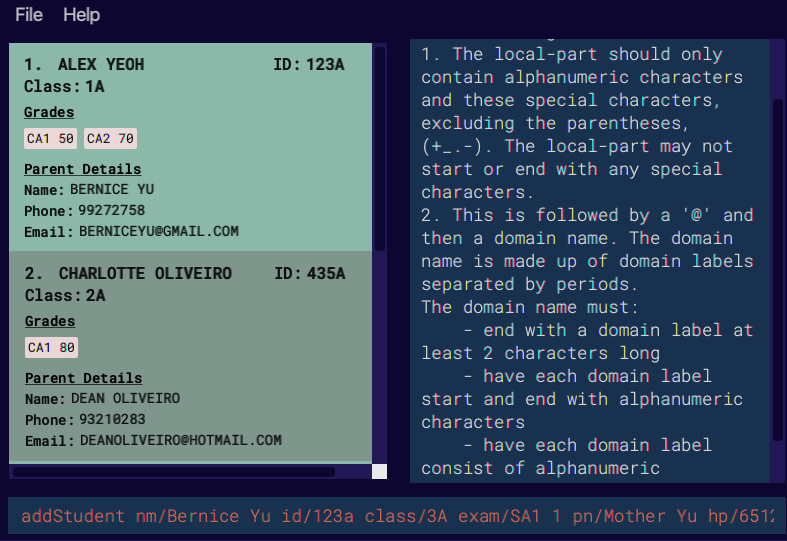 File Help
1. ALEX YEOH ID: 123A
Class: 1A
Grades
CA1 50 CA2 70
Parent Details
Name: BERNICE YU
Phone: 99272758
Email: BERNICEYU@GMAIL.COM
2. CHARLOTTE OLIVEIRO ID: 435A
Class: 2A
Grades
CA1 80
Parent Details
Name: DEAN OLIVEIRO
Phone: 93210283
Email: DEANOLIVEIRO@HOTMAIL.COM
1. The local-part should only
contain alphanumeric characters
and these special characters,
excluding the parentheses,
(+_.-). The local-part may not
start or end with any special
characters.
2. This is followed by a '@' and
then a domain name. The domain
name is made up of domain labels
separated by periods.
The domain name must:
- end with a domain label at
least 2 characters long
- have each domain label
start and end with alphanumeric
characters
- have each domain label
consist of alphanumeric
addStudent nm/Bernice Yu id/123a class/3A exam/SA1 1 pn/Mother Yu hp/6512